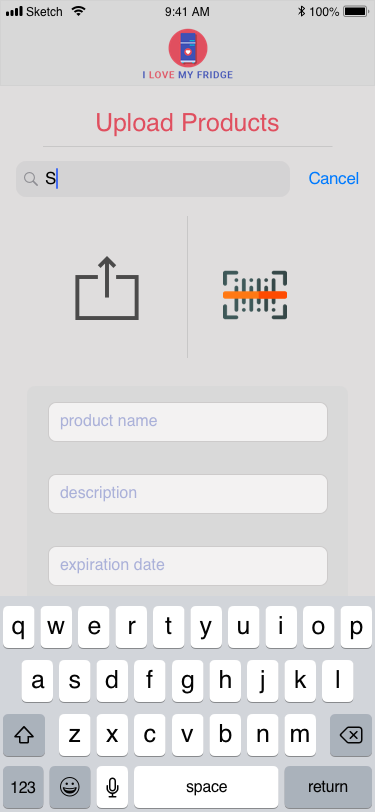 Sketch 9:41 AM 100%
I LOVE MY FRIDGE
Upload Products
S Cancel
product name
description
expiration date
q w e r t y u i o p
a s d f g h j k l
z x c v b n m
123 space return